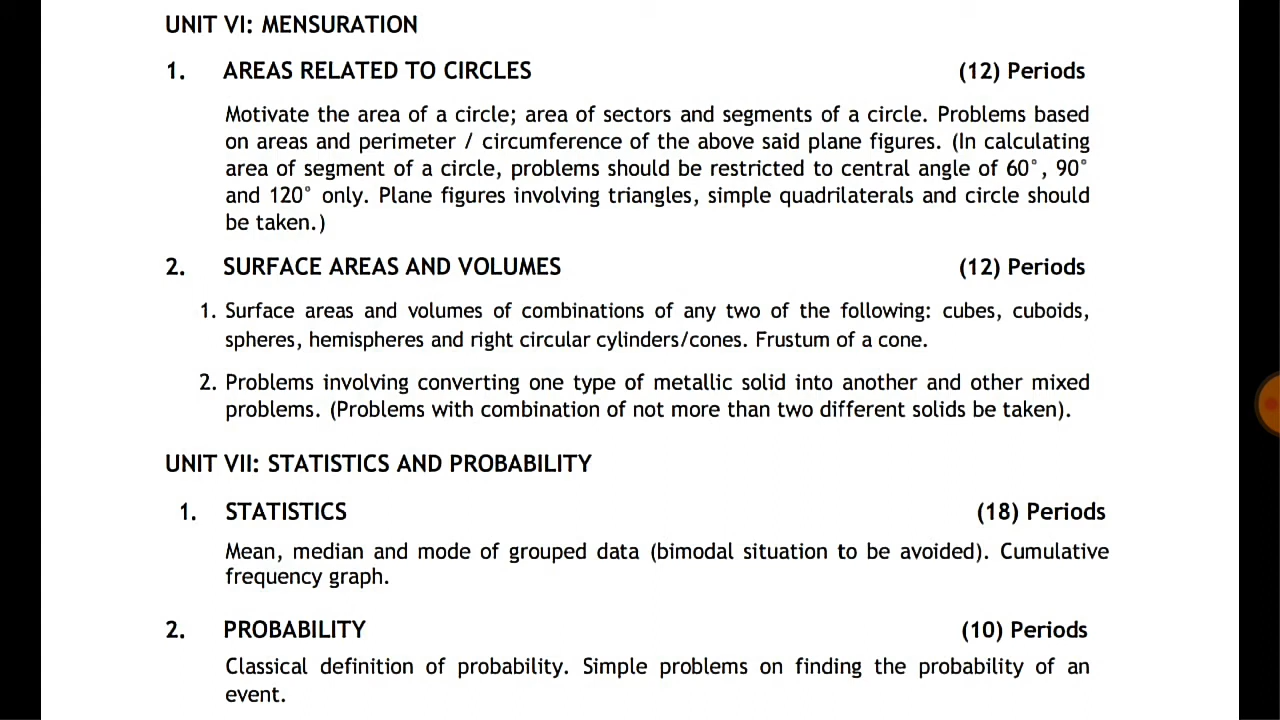 UNIT VI: MENSURATION
1. AREAS RELATED TO CIRCLES (12) Periods
Motivate the area of a circle; area of sectors and segments of a circle. Problems based
on areas and perimeter / circumference of the above said plane figures. (In calculating
area of segment of a circle, problems should be restricted to central angle of 60˚, 90˚
and 120˚ only. Plane figures involving triangles, simple quadrilaterals and circle should
be taken.)
2. SURFACE AREAS AND VOLUMES (12) Periods
1. Surface areas and volumes of combinations of any two of the following: cubes, cuboids,
spheres, hemispheres and right circular cylinders/cones. Frustum of a cone.
2. Problems involving converting one type of metallic solid into another and other mixed
problems. (Problems with combination of not more than two different solids be taken).
UNIT VII: STATISTICS AND PROBABILITY
1. STATISTICS (18) Periods
Mean, median and mode of grouped data (bimodal situation to be avoided). Cumulative
frequency graph.
2. PROBABILITY (10) Periods
Classical definition of probability. Simple problems on finding the probability of an
event.